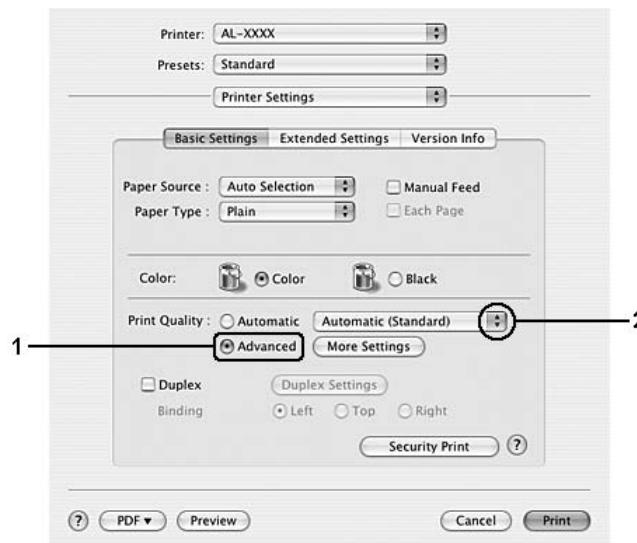 Printer: AL-XXXX
Presets: Standard
Printer Settings
Basic Settings Extended Settings Version Info
Paper Source : Auto Selection Manual Feed
Paper Type : Plain Each Page
Color: Color Black
Print Quality : Automatic Automatic (Standard) 2
1 Advanced More Settings
Duplex Duplex Settings
Binding Left Top Right
Security Print ?
? PDF ▾ Preview Cancel Print